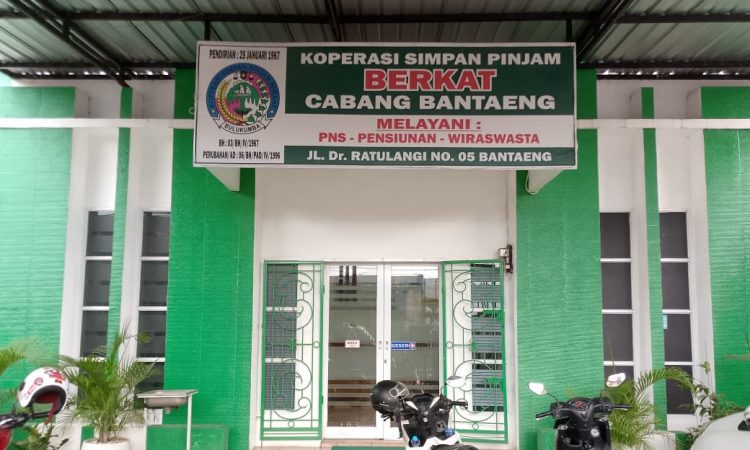 PENDIRIAN : 25 JANUARI 1967
BULUKUMBA
BH : 03/BH/IV/1967
PERUBAHAN/AD : 06/BH/PAD/IV/1996
KOPERASI SIMPAN PINJAM
BERKAT
CABANG BANTAENG
MELAYANI :
PNS - PENSIUNAN - WIRASWASTA
JL. Dr. RATULANGI NO. 05 BANTAENG
GESER